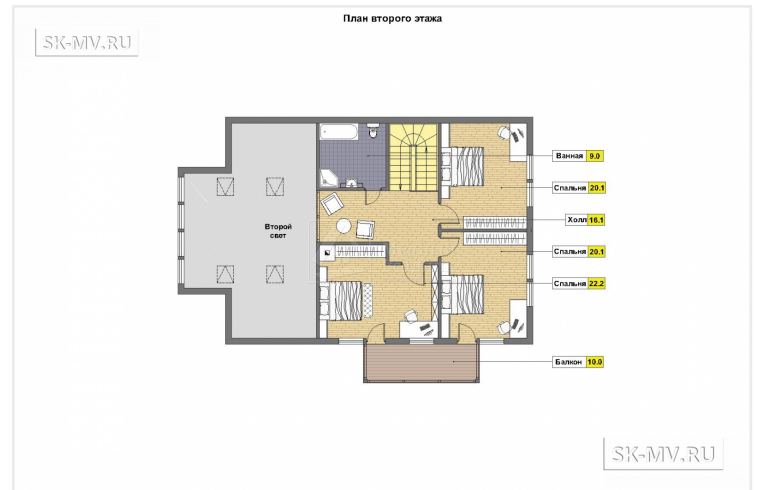 План второго этажа
SK-MV.RU
Ванная 9.0
Спальня 20.1
Холл 16.1
Второй
свет
Спальня 20.1
Спальня 22.2
Балкон 10.0
SK-MV.RU